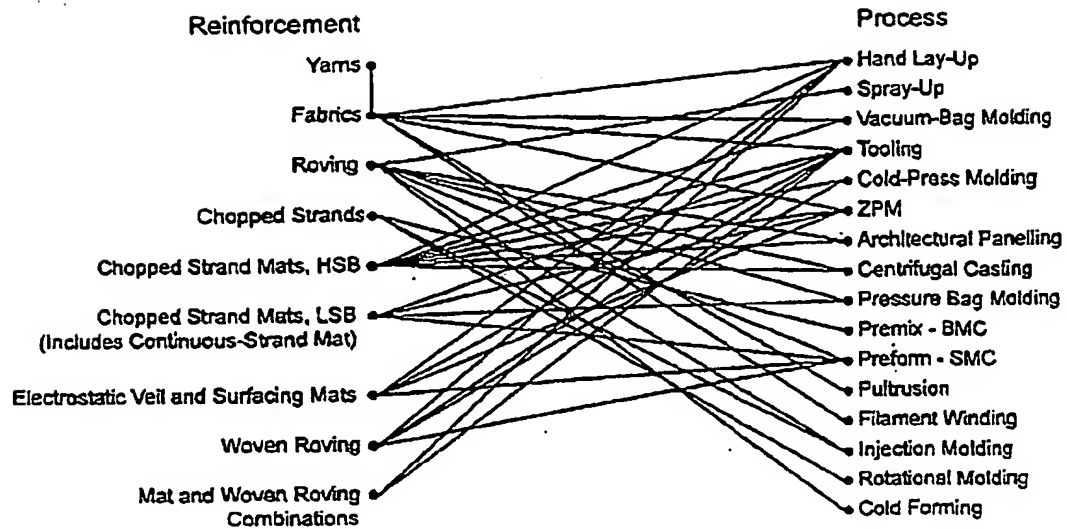 Reinforcement
Yarns
Fabrics
Roving
Chopped Strands
Chopped Strand Mats, HSB
Chopped Strand Mats, LSB
(Includes Continuous-Strand Mat)
Electrostatic Veil and Surfacing Mats
Woven Roving
Mat and Woven Roving
Combinations
Process
Hand Lay-Up
Spray-Up
Vacuum-Bag Molding
Tooling
Cold-Press Molding
ZPM
Architectural Panelling
Centrifugal Casting
Pressure Bag Molding
Premix - BMC
Preform - SMC
Pultrusion
Filament Winding
Injection Molding
Rotational Molding
Cold Forming